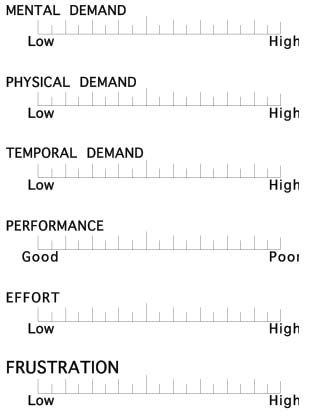 MENTAL DEMAND
Low High
PHYSICAL DEMAND
Low High
TEMPORAL DEMAND
Low High
PERFORMANCE
Good Poor
EFFORT
Low High
FRUSTRATION
Low High